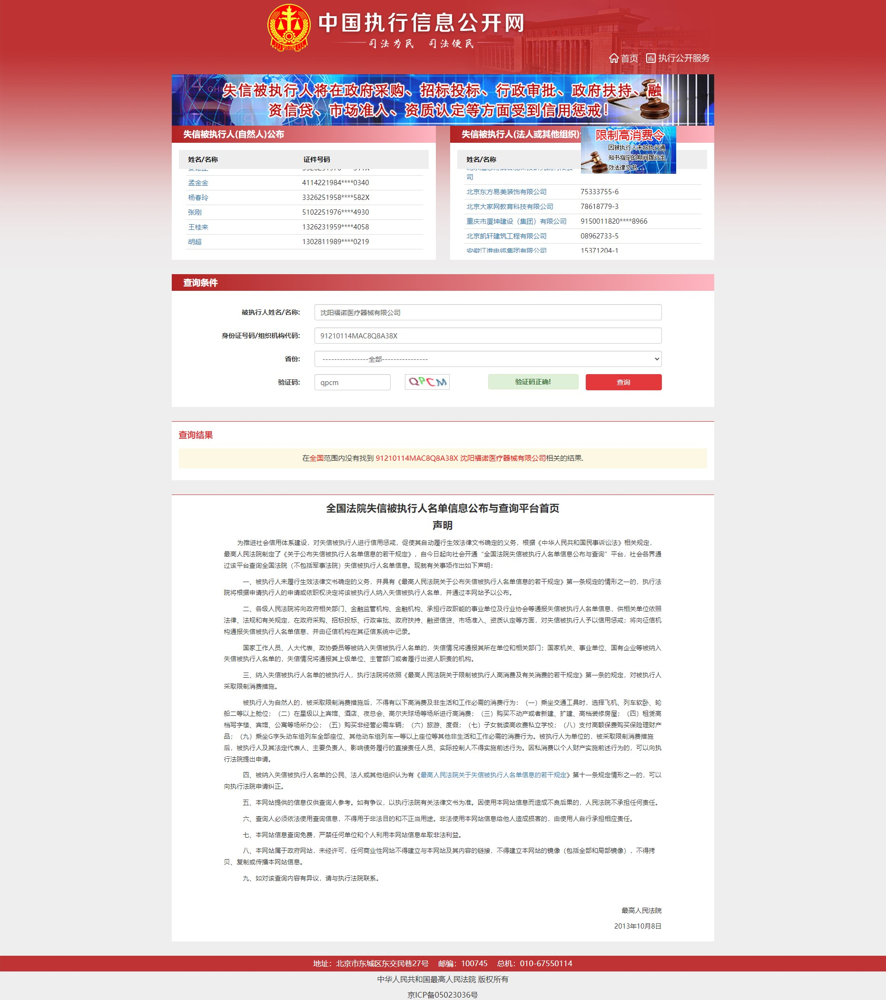 中国执行信息公开网
司法为民 司法便民
首页 执行公开服务
失信被执行人将在政府采购、招标投标、行政审批、政府扶持、融
资信贷、市场准入、资质认定等方面受到信用惩戒！
失信被执行人(自然人)公布
姓名/名称 证件号码
孟金金 4114221984****0340
杨春玲 3326251958****582X
张刚 5102251976****4930
王桂来 1326231959****4058
胡超 1302811989****0219
失信被执行人(法人或其他组织)
限制高消费令
因被执行人未按执行通
知书指定的期间履行生
效法律文书...
姓名/名称
司
北京东方易美装饰有限公司 75333755-6
北京大家网教育科技有限公司 78618779-3
重庆市厦坤建设（集团）有限公司 9150011820****8966
北京凯轩建筑工程有限公司 08962733-5
安徽江淮电缆集团有限公司 15371204-1
查询条件
被执行人姓名/名称: 沈阳福诺医疗器械有限公司
身份证号码/组织机构代码: 91210114MAC8Q8A38X
省份: ----------------全部----------------
验证码: qpcm QPCM 验证码正确! 查询
查询结果
在全国范围内没有找到 91210114MAC8Q8A38X 沈阳福诺医疗器械有限公司相关的结果.
全国法院失信被执行人名单信息公布与查询平台首页
声明
为推进社会信用体系建设，对失信被执行人进行信用惩戒，促使其自动履行生效法律文书确定的义务，根据《中华人民共和国民事诉讼法》相关规定，
最高人民法院制定了《关于公布失信被执行人名单信息的若干规定》，自今日起向社会开通“全国法院失信被执行人名单信息公布与查询”平台，社会各界通
过该平台查询全国法院（不包括军事法院）失信被执行人名单信息。现就有关事项作出如下声明：
一、被执行人未履行生效法律文书确定的义务，并具有《最高人民法院关于公布失信被执行人名单信息的若干规定》第一条规定的情形之一的，执行法
院将根据申请执行人的申请或依职权决定将该被执行人纳入失信被执行人名单，并通过本网站予以公布。
二、各级人民法院将向政府相关部门、金融监管机构、金融机构、承担行政职能的事业单位及行业协会等通报失信被执行人名单信息，供相关单位依照
法律、法规和有关规定，在政府采购、招标投标、行政审批、政府扶持、融资信贷、市场准入、资质认定等方面，对失信被执行人予以信用惩戒；将向征信机
构通报失信被执行人名单信息，并由征信机构在其征信系统中记录。
国家工作人员、人大代表、政协委员等被纳入失信被执行人名单的，失信情况将通报其所在单位和相关部门；国家机关、事业单位、国有企业等被纳入
失信被执行人名单的，失信情况将通报其上级单位、主管部门或者履行出资人职责的机构。
三、纳入失信被执行人名单的被执行人，执行法院将依照《最高人民法院关于限制被执行人高消费及有关消费的若干规定》第一条的规定，对被执行人
采取限制消费措施。
被执行人为自然人的，被采取限制消费措施后，不得有以下高消费及非生活和工作必需的消费行为：（一）乘坐交通工具时，选择飞机、列车软卧、轮
船二等以上舱位；（二）在星级以上宾馆、酒店、夜总会、高尔夫球场等场所进行高消费；（三）购买不动产或者新建、扩建、高档装修房屋；（四）租赁高
档写字楼、宾馆、公寓等场所办公；（五）购买非经营必需车辆；（六）旅游、度假；（七）子女就读高收费私立学校；（八）支付高额保费购买保险理财产
品；（九）乘坐G字头动车组列车全部座位、其他动车组列车一等以上座位等其他非生活和工作必需的消费行为。被执行人为单位的，被采取限制消费措施
后，被执行人及其法定代表人、主要负责人、影响债务履行的直接责任人员、实际控制人不得实施前述行为。因私消费以个人财产实施前述行为的，可以向执
行法院提出申请。
四、被纳入失信被执行人名单的公民、法人或其他组织认为有《最高人民法院关于失信被执行人名单信息的若干规定》第十一条规定情形之一的，可以
向执行法院申请纠正。
五、本网站提供的信息仅供查询人参考。如有争议，以执行法院有关法律文书为准。因使用本网站信息而造成不良后果的，人民法院不承担任何责任。
六、查询人必须依法使用查询信息，不得用于非法目的和不正当用途。非法使用本网站信息给他人造成损害的，由使用人自行承担相应责任。
七、本网站信息查询免费，严禁任何单位和个人利用本网站信息牟取非法利益。
八、本网站属于政府网站，未经许可，任何商业性网站不得建立与本网站及其内容的链接，不得建立本网站的镜像（包括全部和局部镜像），不得拷
贝、复制或传播本网站信息。
九、如对该查询内容有异议，请与执行法院联系。
最高人民法院
2013年10月8日
地址：北京市东城区东交民巷27号 邮编：100745 总机：010-67550114
中华人民共和国最高人民法院 版权所有
京ICP备05023036号